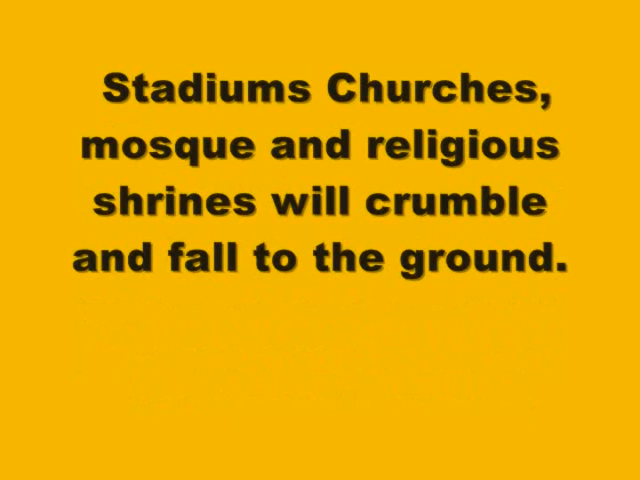 Stadiums Churches,
mosque and religious
shrines will crumble
and fall to the ground.